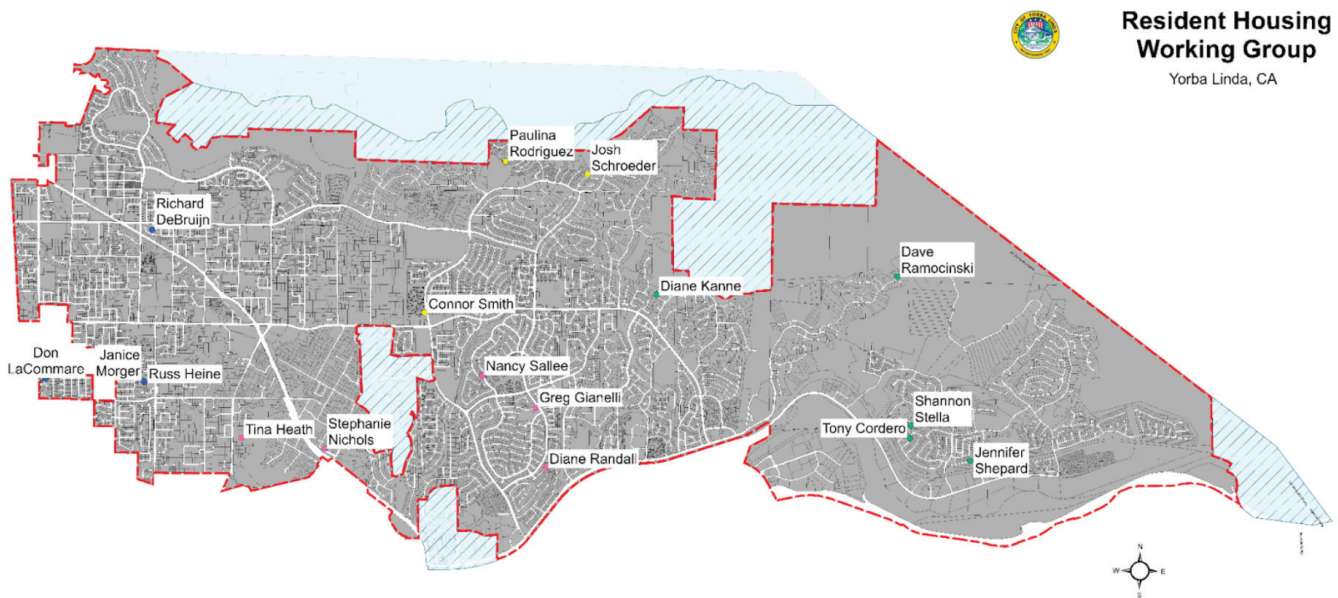 Resident Housing
Working Group
Yorba Linda, CA
Paulina
Rodriguez
Josh
Schroeder
Richard
DeBruijn
Dave
Ramocinski
Diane Kanne
Connor Smith
Don
LaCommare
Janice
Morger
Russ Heine
Nancy Sallee
Greg Gianelli
Shannon
Stella
Tina Heath
Stephanie
Nichols
Tony Cordero
Diane Randall
Jennifer
Shepard
N
W
E
S